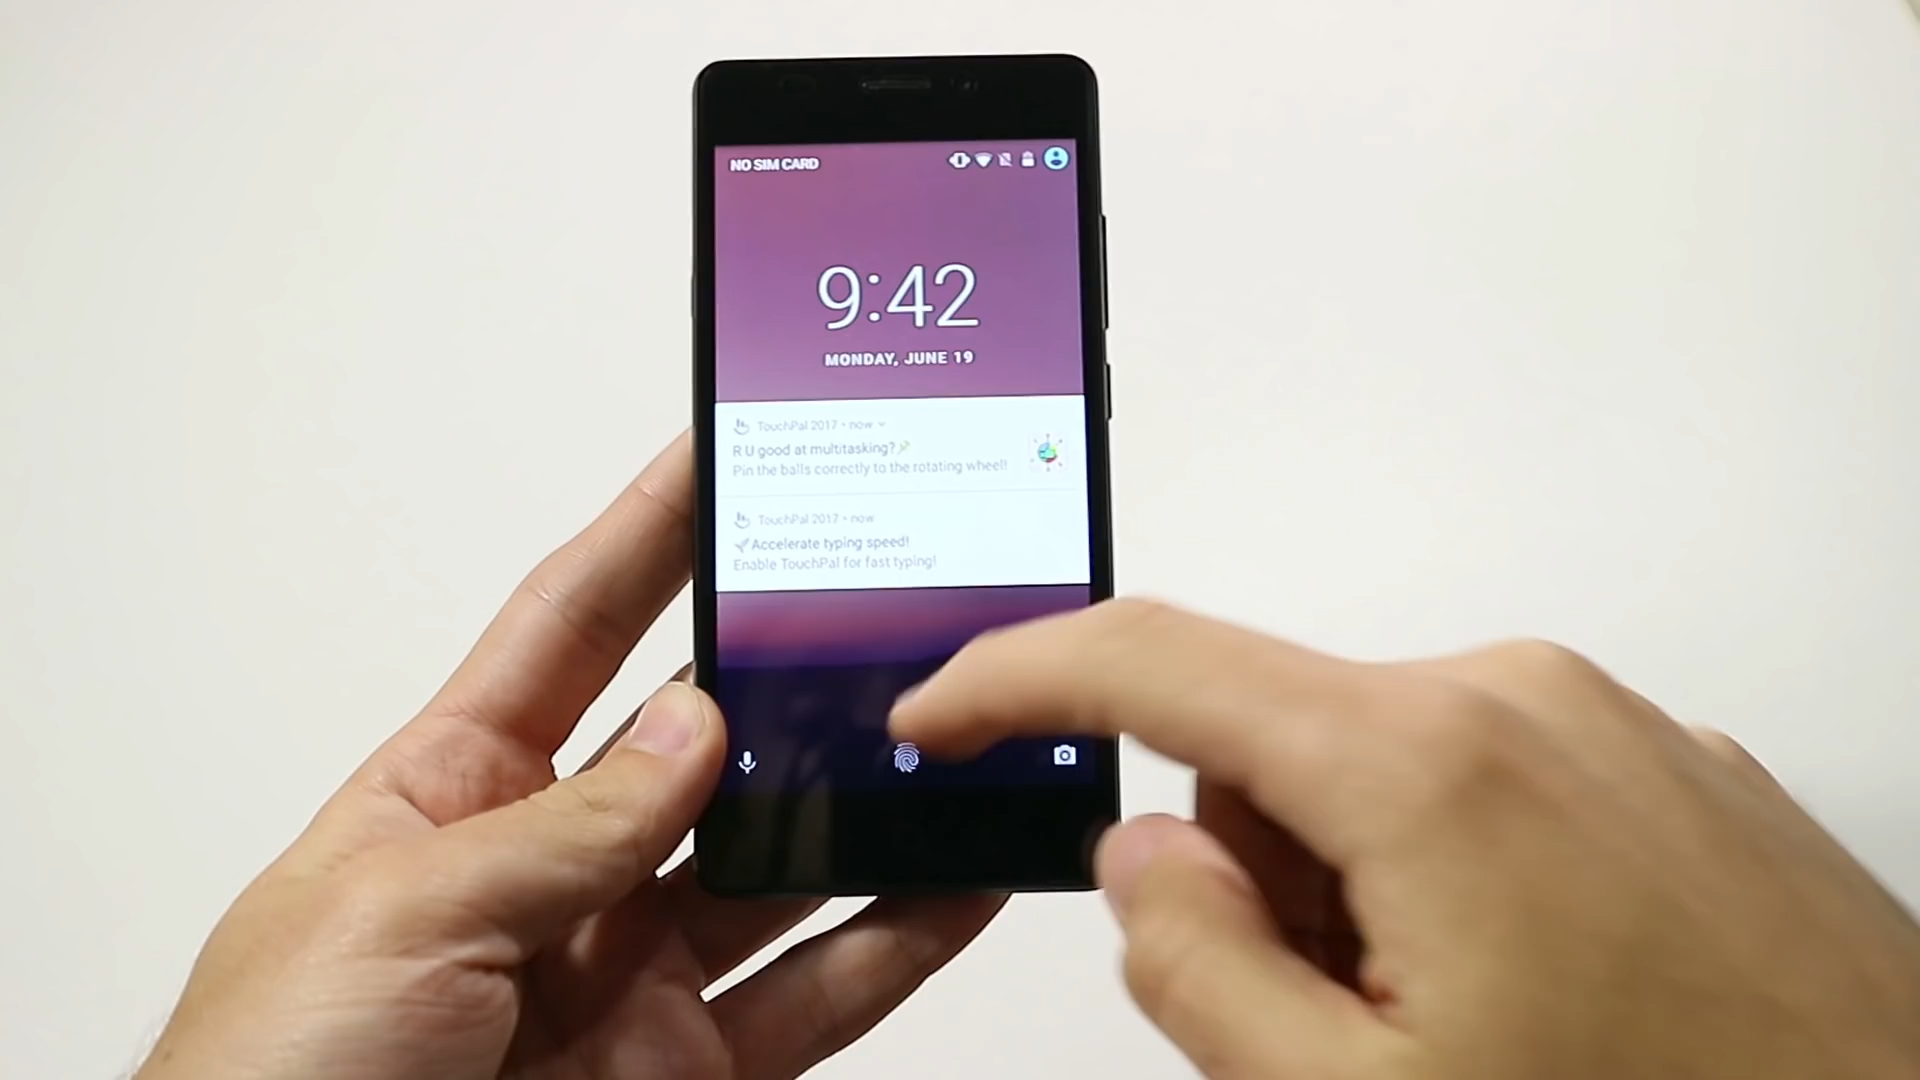 NO SIM CARD
9:42
MONDAY, JUNE 19
TouchPal 2017 • now
R U good at multitasking?
Pin the balls correctly to the rotating wheel!
TouchPal 2017 • now
Accelerate typing speed!
Enable TouchPal for fast typing!